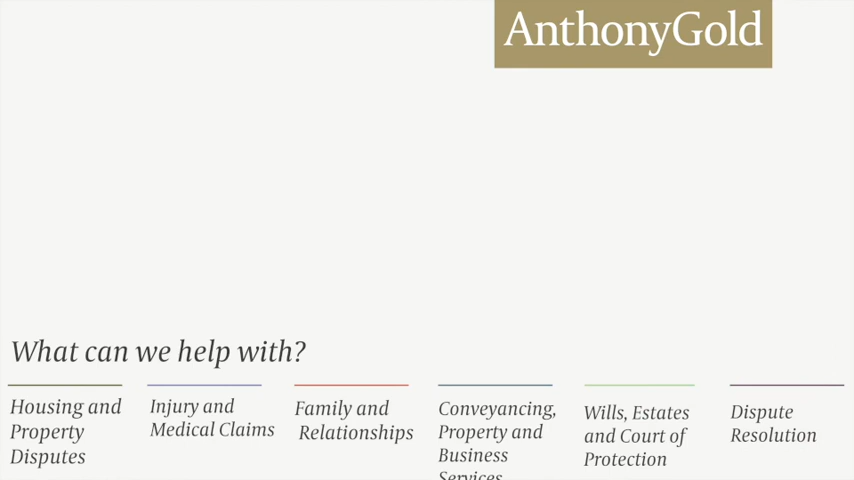 AnthonyGold
What can we help with?
Housing and
Property
Disputes
Injury and
Medical Claims
Family and
Relationships
Conveyancing,
Property and
Business
Services
Wills, Estates
and Court of
Protection
Dispute
Resolution